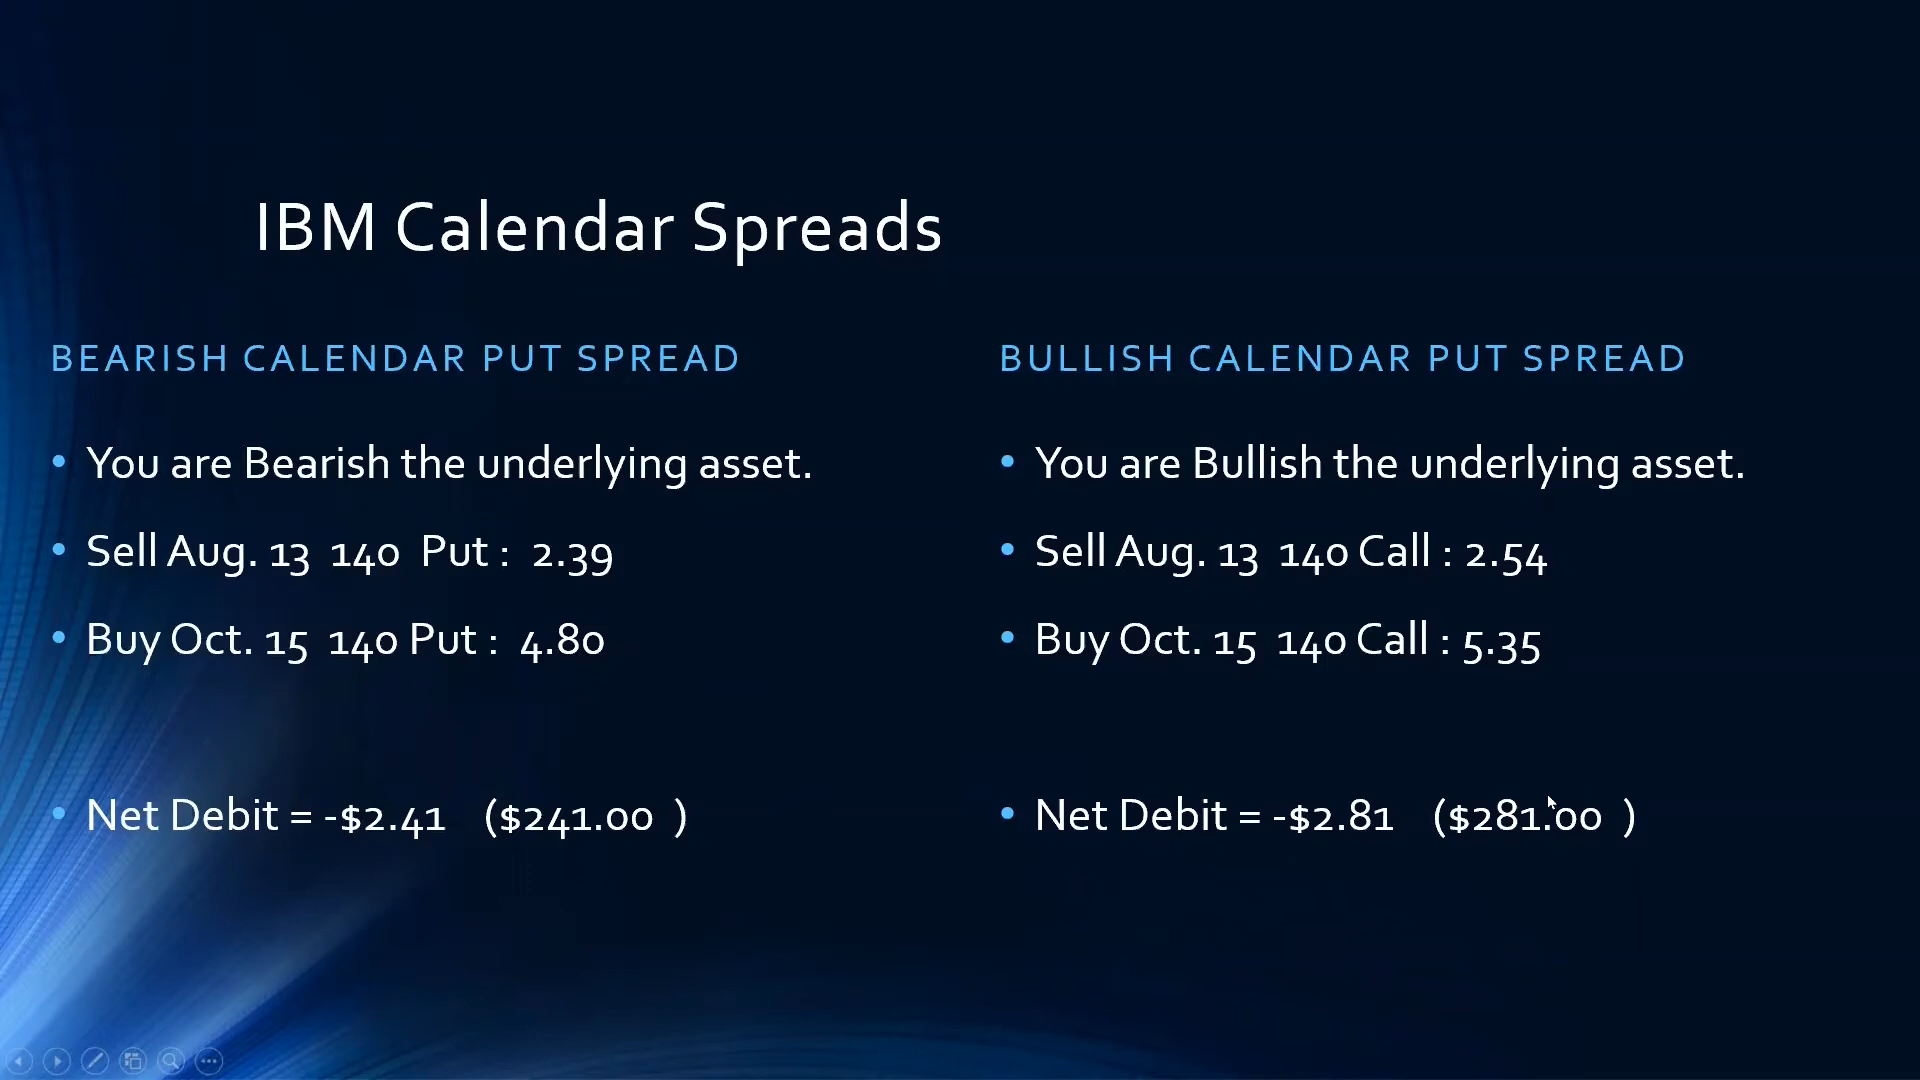 IBM Calendar Spreads
BEARISH CALENDAR PUT SPREAD
• You are Bearish the underlying asset.
• Sell Aug. 13 140 Put : 2.39
• Buy Oct. 15 140 Put : 4.80
• Net Debit = -$2.41 ($241.00 )
BULLISH CALENDAR PUT SPREAD
• You are Bullish the underlying asset.
• Sell Aug. 13 140 Call : 2.54
• Buy Oct. 15 140 Call : 5.35
• Net Debit = -$2.81 ($281.00 )